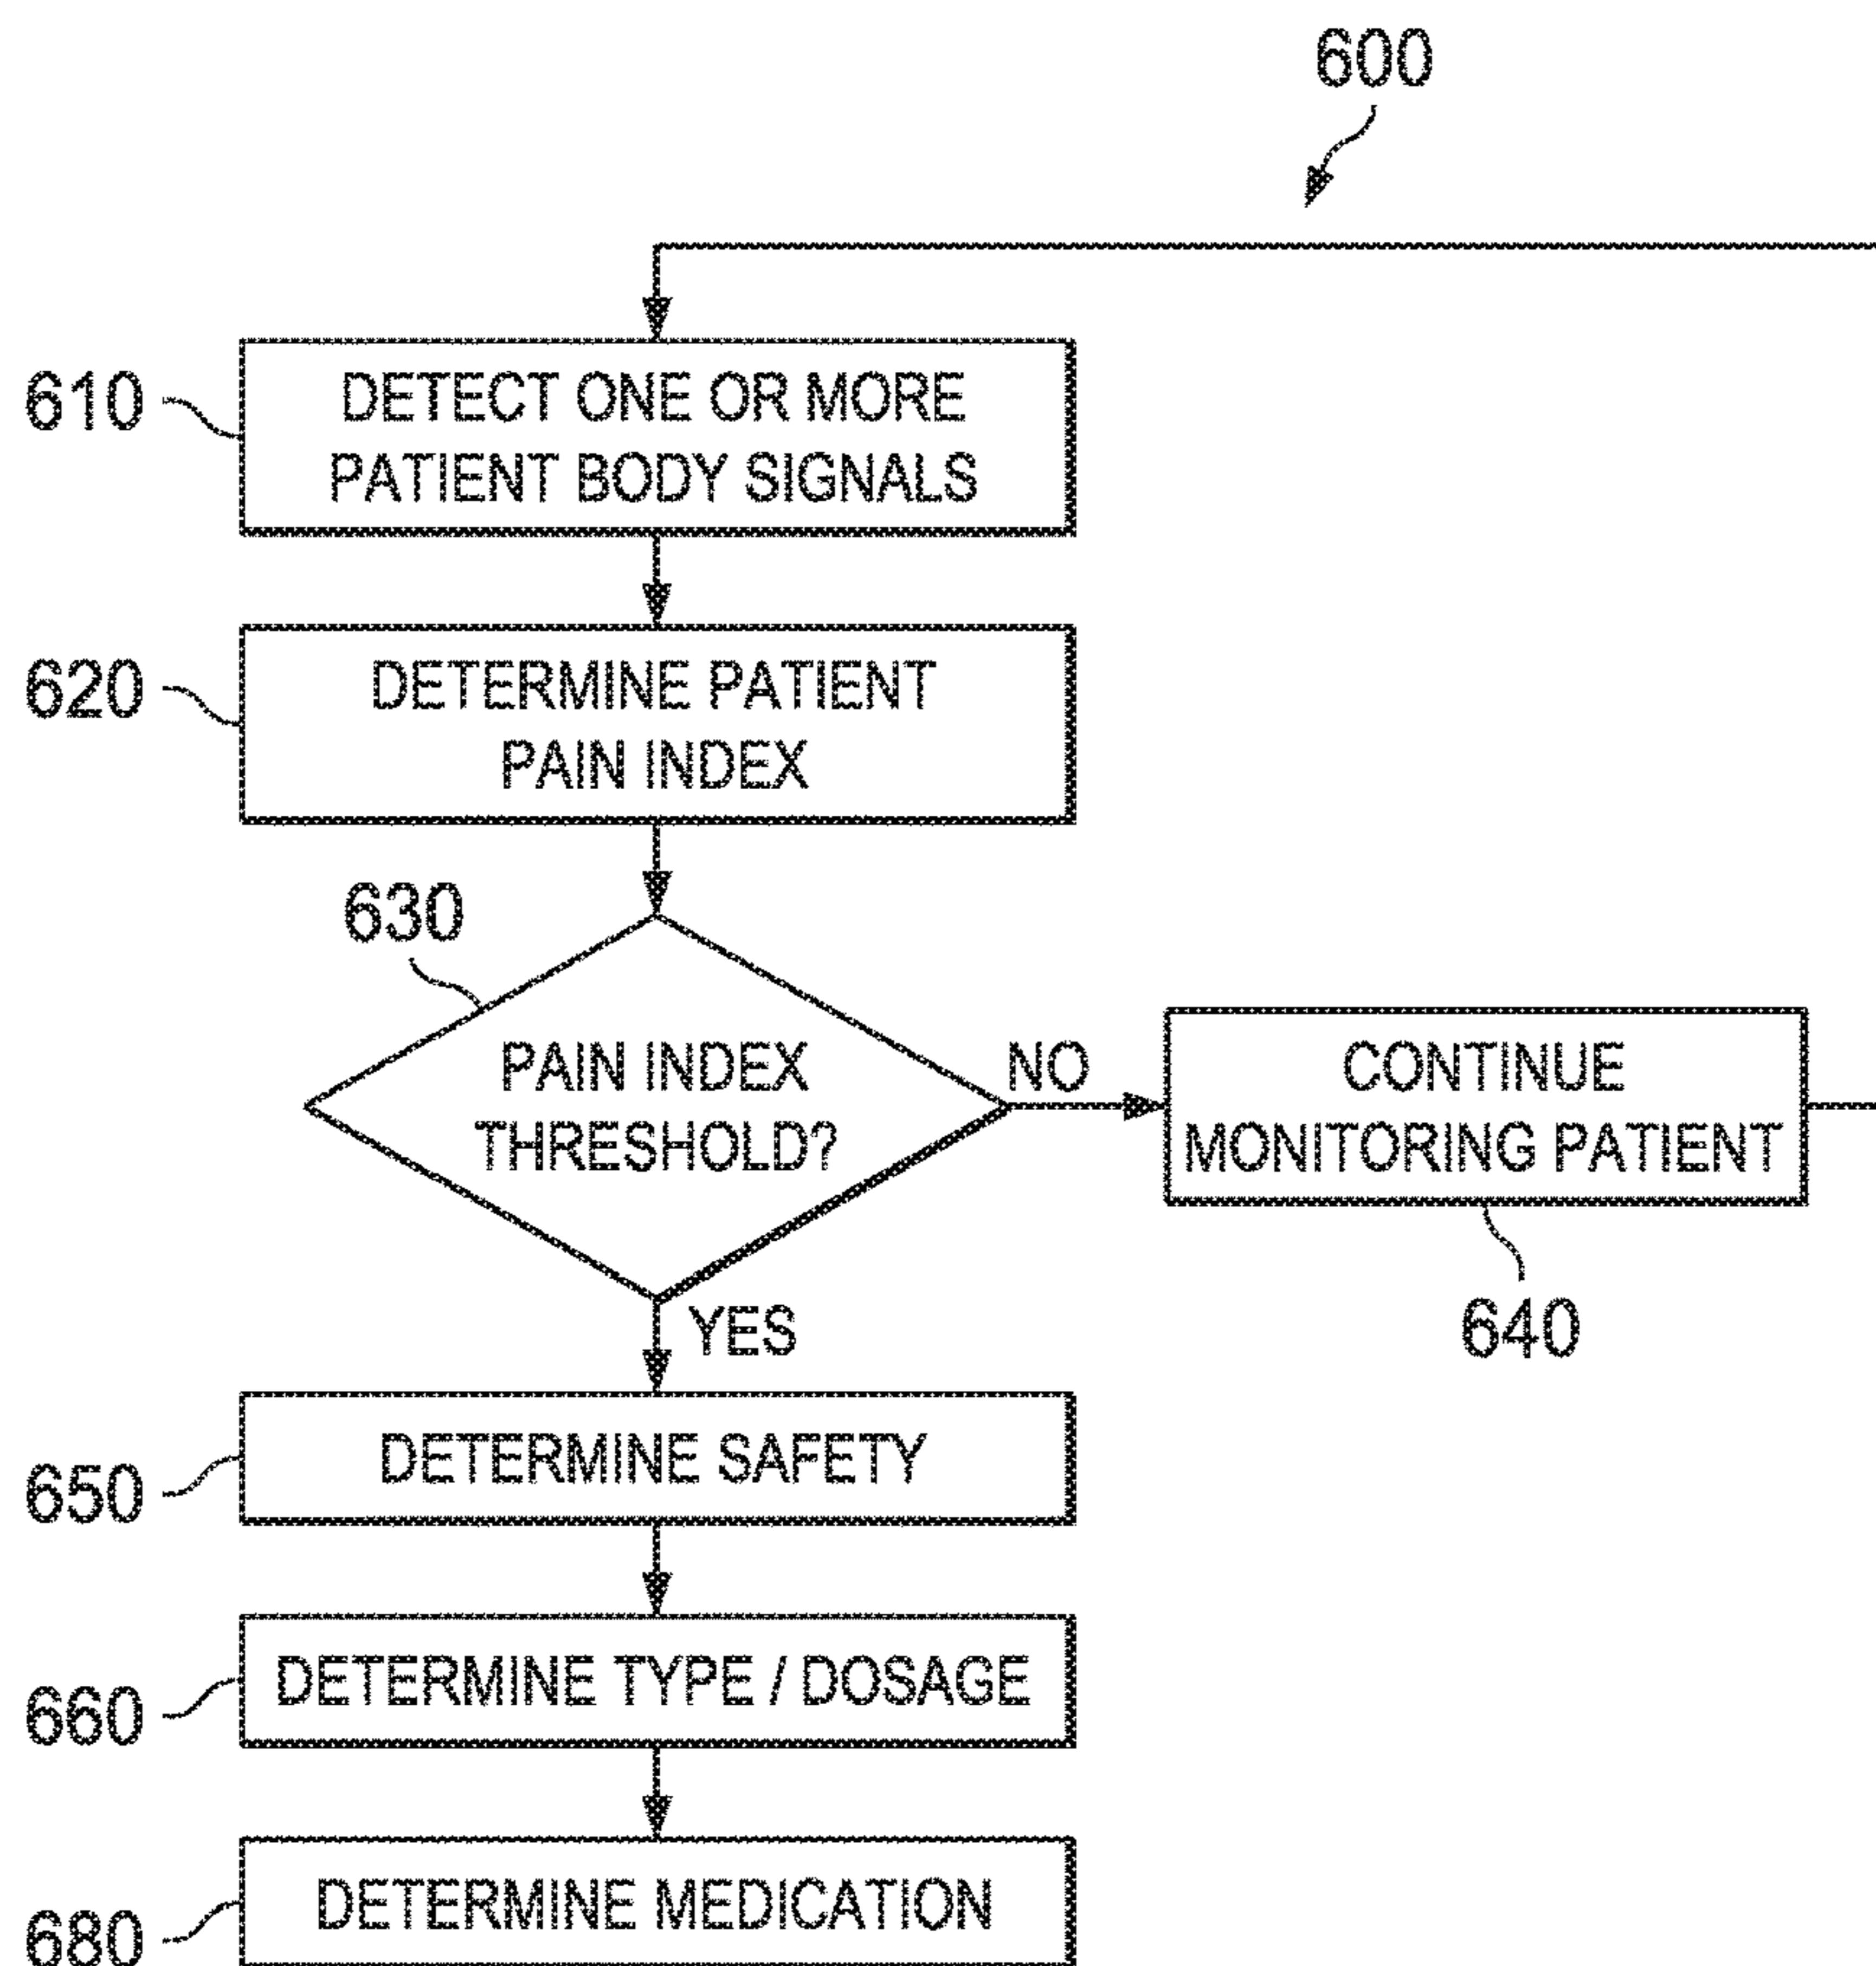 600
610
DETECT ONE OR MORE
PATIENT BODY SIGNALS
620
DETERMINE PATIENT
PAIN INDEX
630
PAIN INDEX
THRESHOLD?
NO
CONTINUE
MONITORING PATIENT
640
YES
650
DETERMINE SAFETY
660
DETERMINE TYPE / DOSAGE
680
DETERMINE MEDICATION